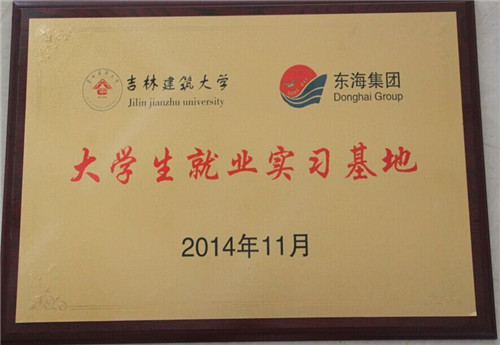 吉林建筑大学
Jilin jianzhu university
东海集团
Donghai Group
大学生就业实习基地
2014年11月